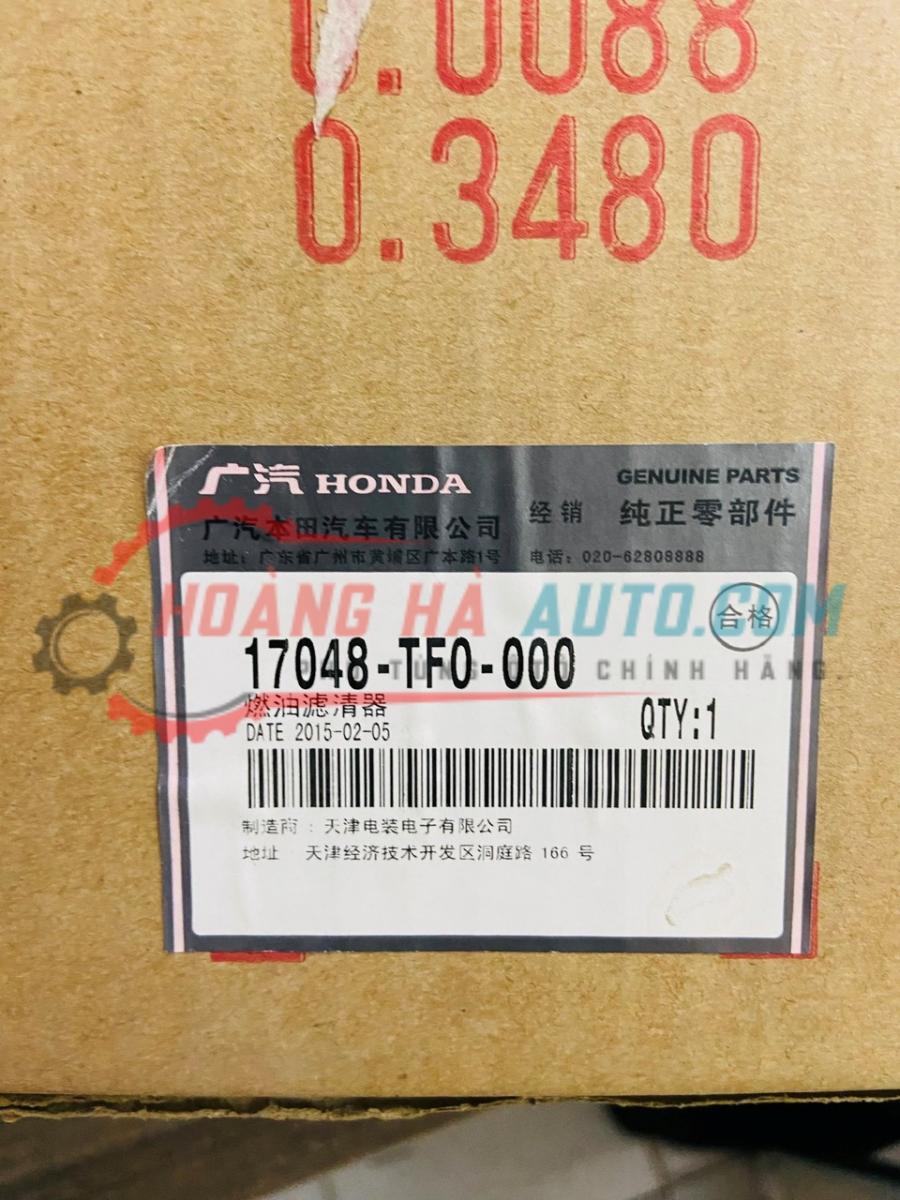 0.0088
0.3480
广汽 HONDA
GENUINE PARTS
广汽本田汽车有限公司 经销 纯正零部件
地址：广东省广州市黄埔区广本路1号 电话：020-62808888
HOÀNG HÀ AUTO.COM
合格
17048-TF0-000
PHỤ TÙNG ÔTÔ CHÍNH HÃNG.
燃油滤清器
QTY:1
DATE 2015-02-05
制造商：天津电装电子有限公司
地址 天津经济技术开发区洞庭路 166 号